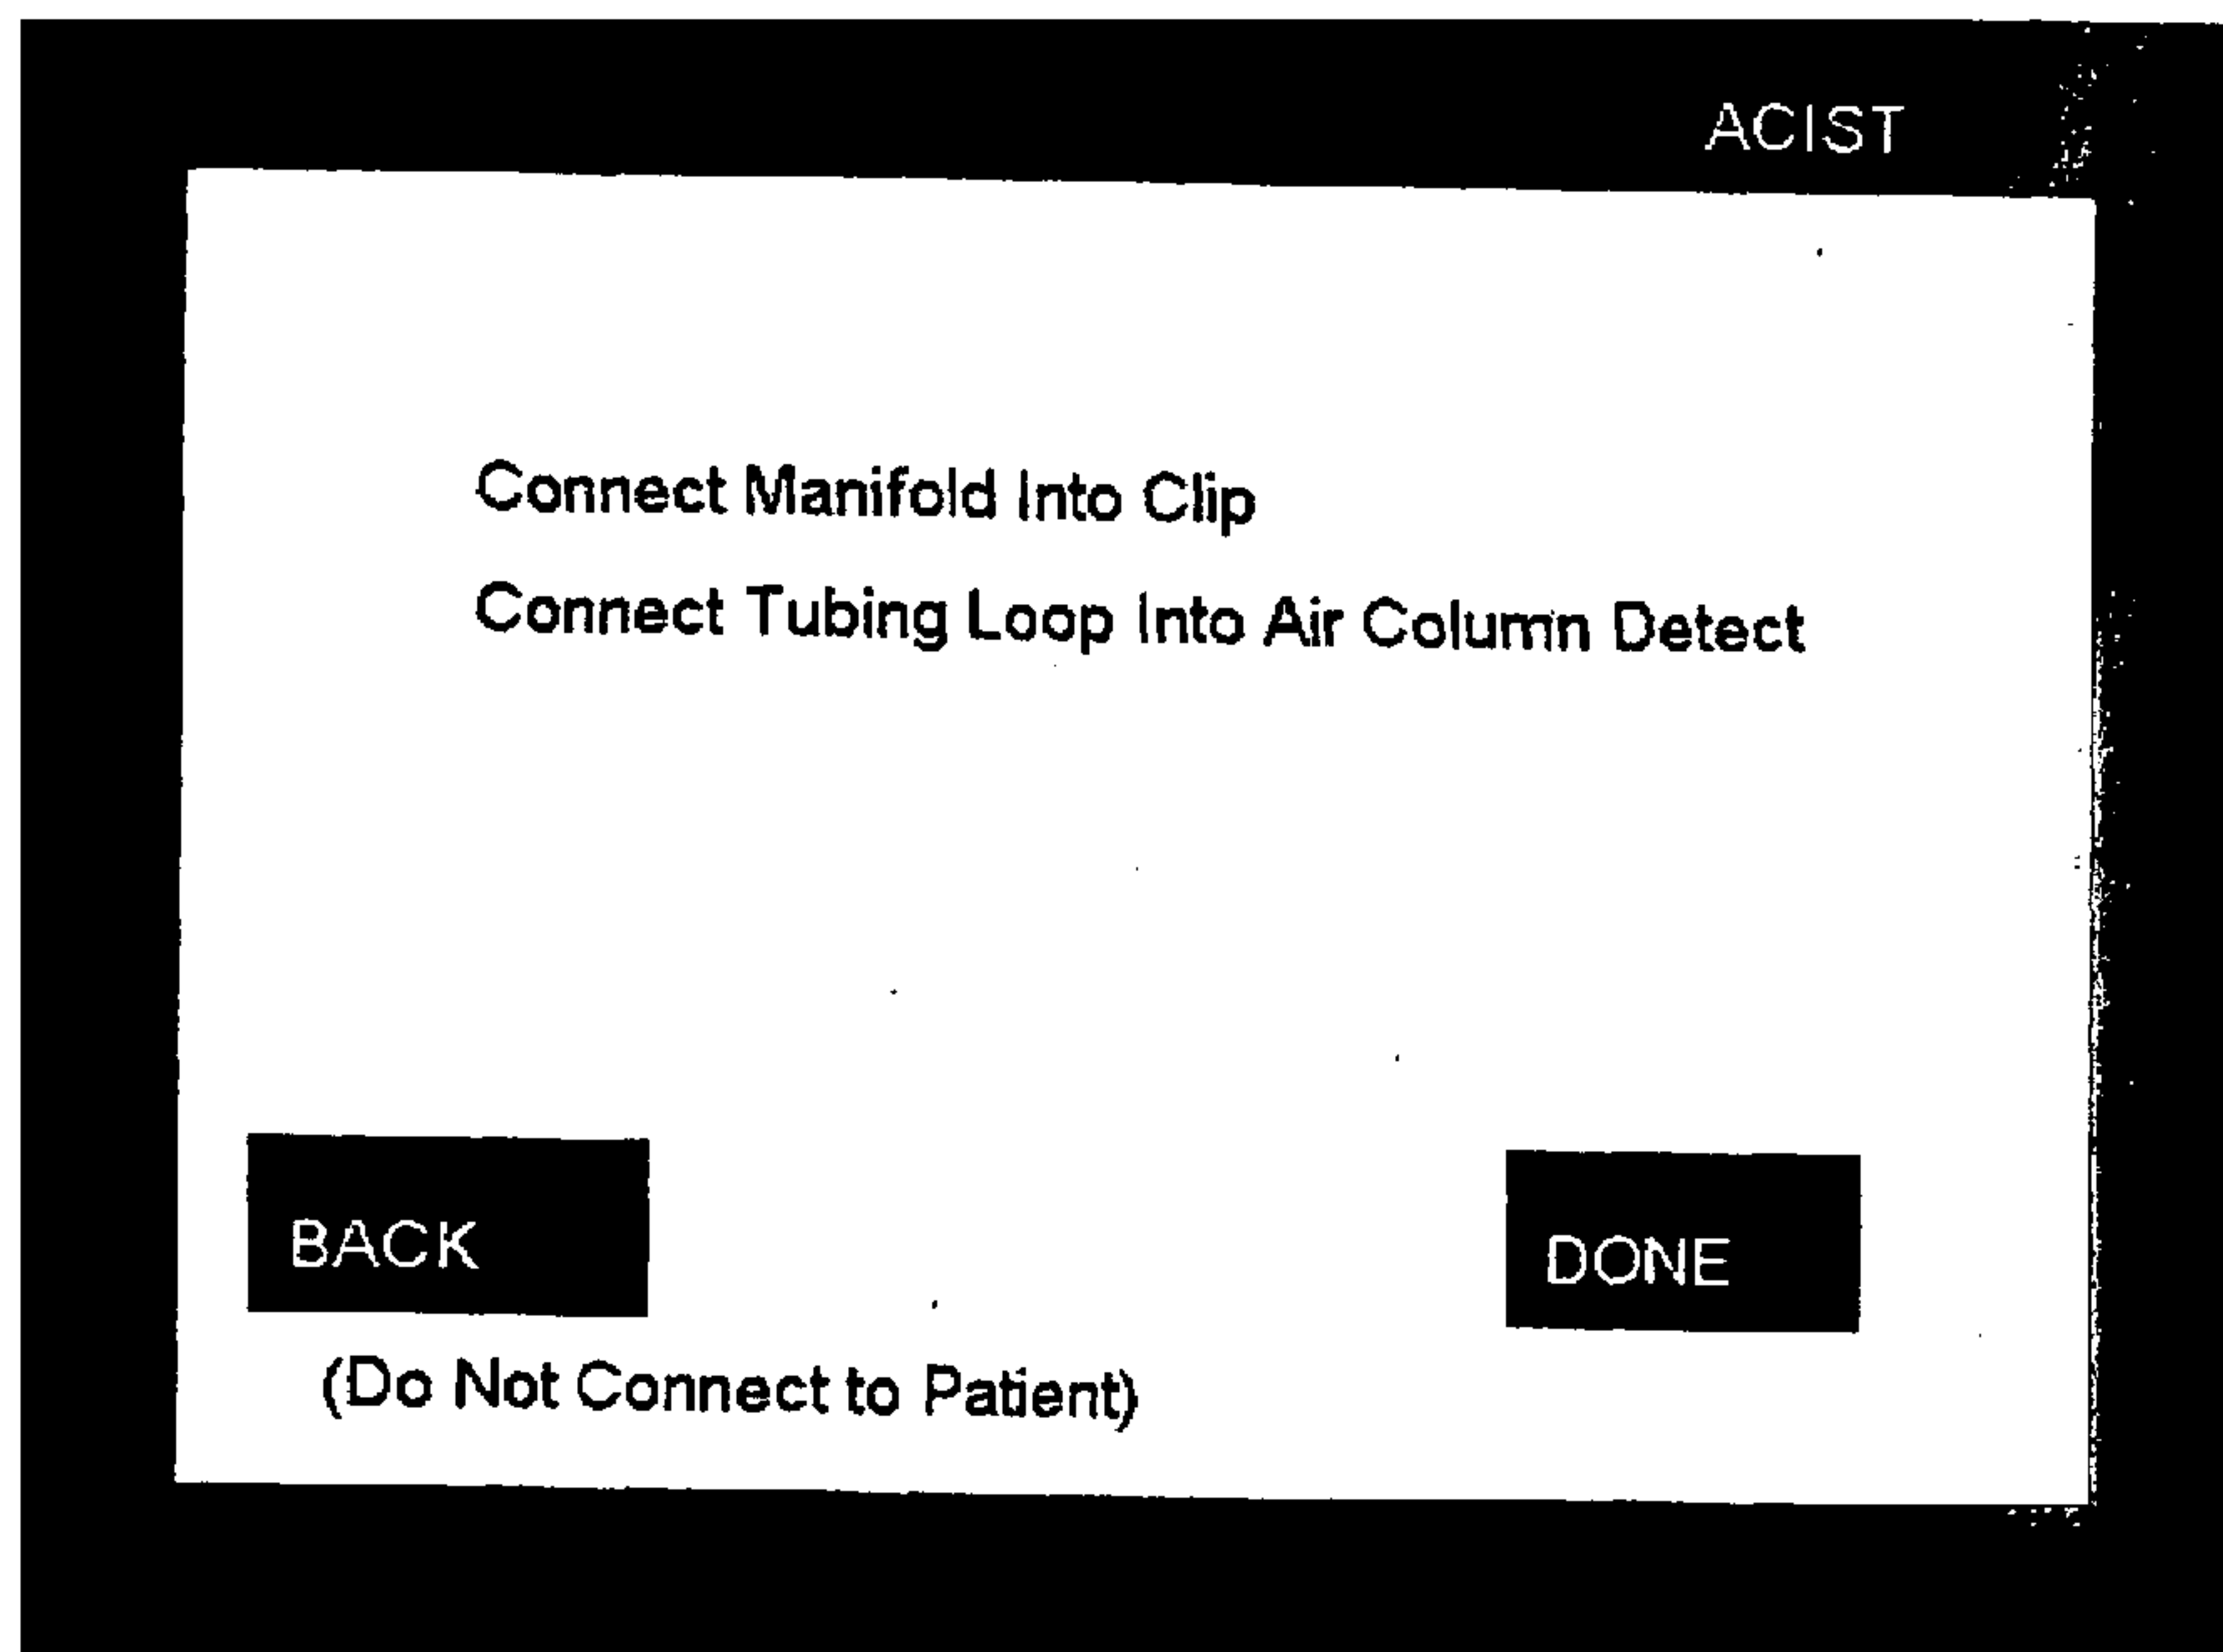 ACIST
Connect Manifold Into Clip
Connect Tubing Loop Into Air Column Detect
BACK
DONE
(Do Not Connect to Patient)